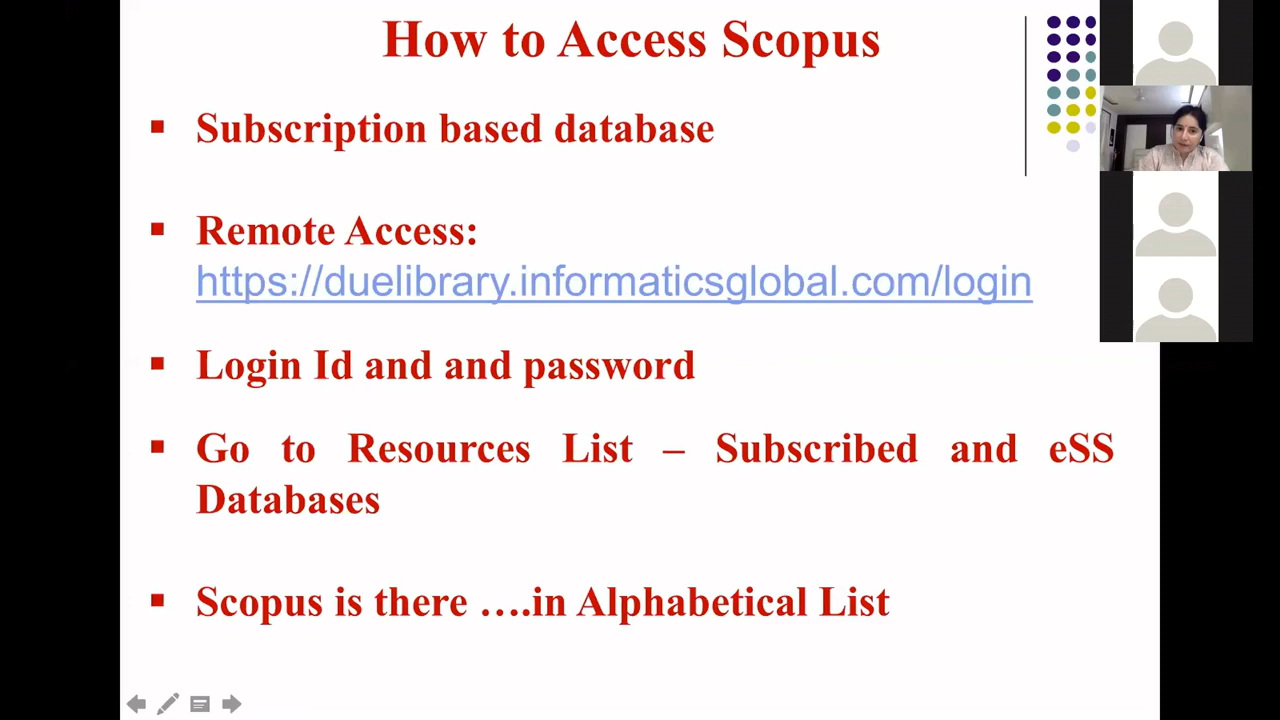 How to Access Scopus
▪ Subscription based database
▪ Remote Access:
https://duelibrary.informaticsglobal.com/login
▪ Login Id and and password
▪ Go to Resources List – Subscribed and eSS
Databases
▪ Scopus is there ….in Alphabetical List